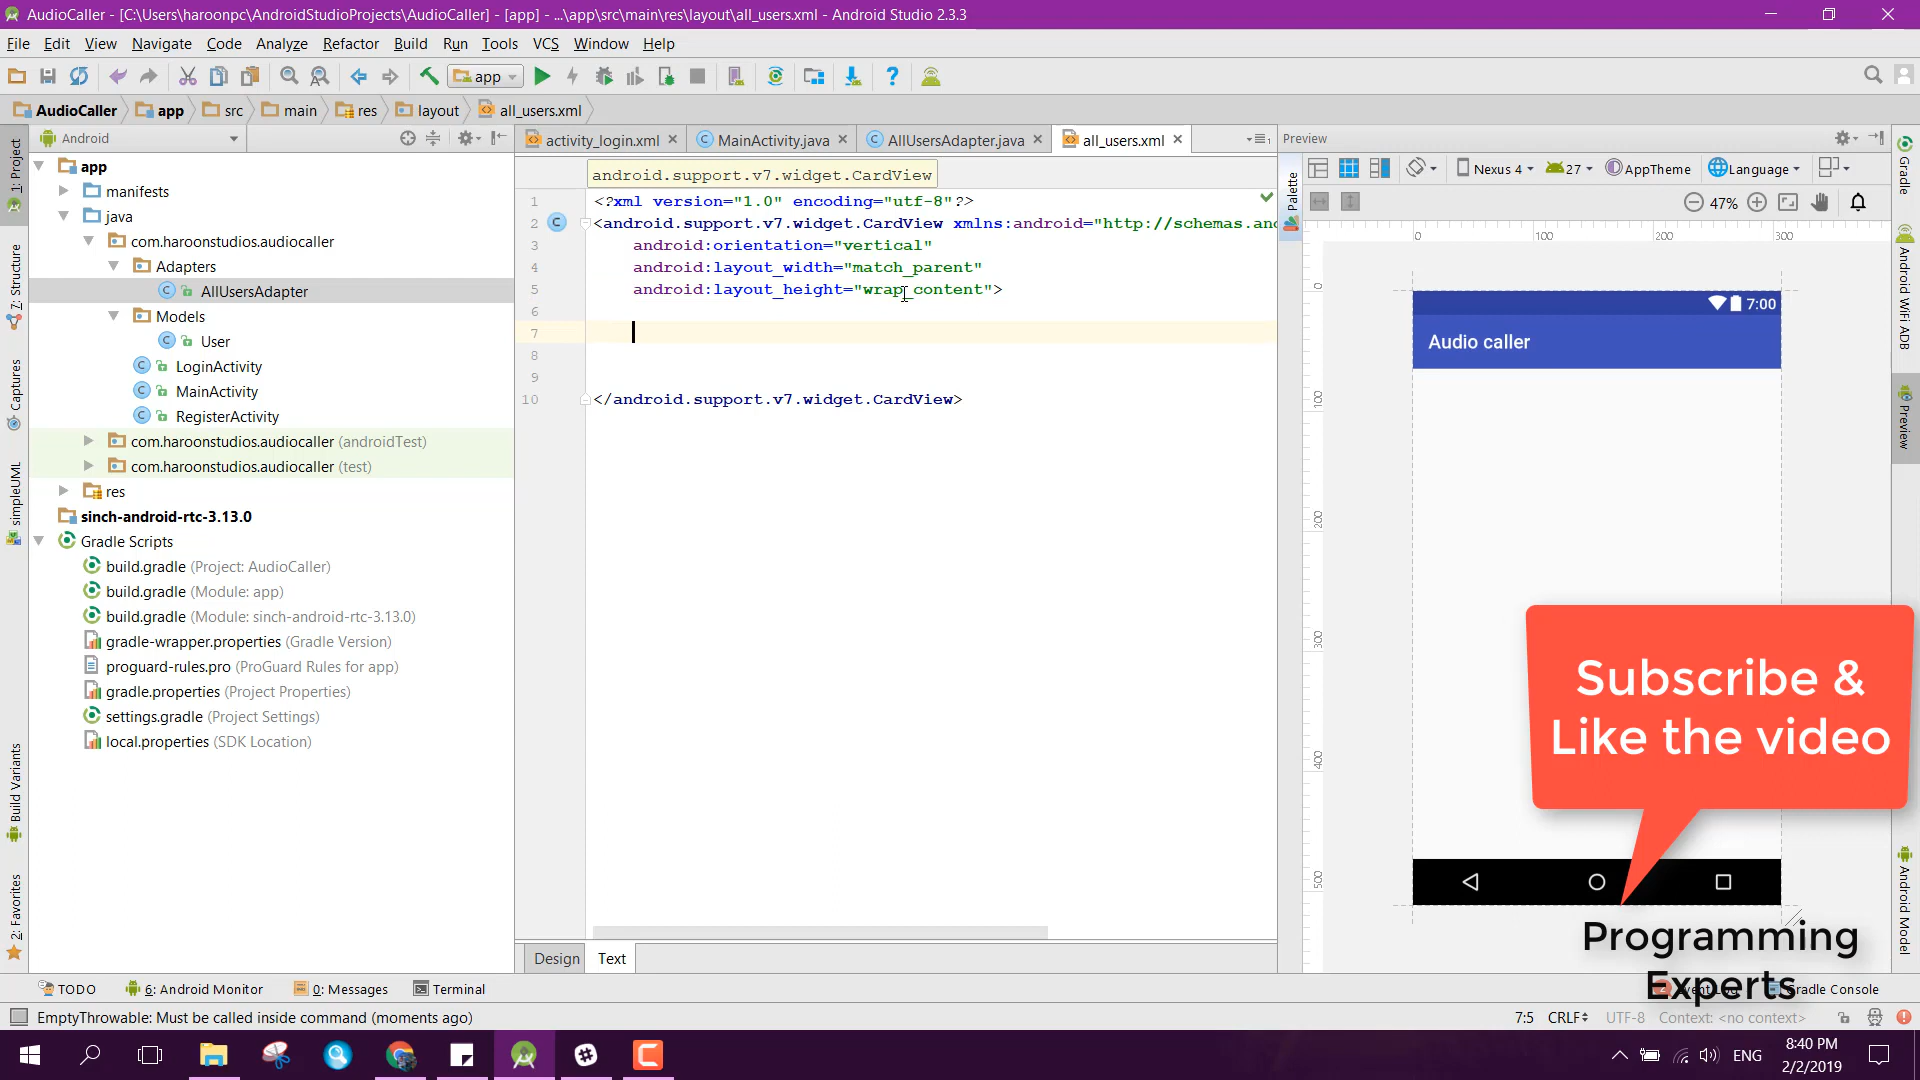 AudioCaller - [C:\Users\haroonpc\AndroidStudioProjects\AudioCaller] - [app] - ...\app\src\main\res\layout\all_users.xml - Android Studio 2.3.3
File Edit View Navigate Code Analyze Refactor Build Run Tools VCS Window Help
app
AudioCaller app src main res layout all_users.xml
Android
activity_login.xml MainActivity.java AllUsersAdapter.java all_users.xml
Preview
1: Project
7: Structure
Captures
simpleUML
Build Variants
2: Favorites
app
manifests
java
com.haroonstudios.audiocaller
Adapters
AllUsersAdapter
Models
User
LoginActivity
MainActivity
RegisterActivity
com.haroonstudios.audiocaller (androidTest)
com.haroonstudios.audiocaller (test)
res
sinch-android-rtc-3.13.0
Gradle Scripts
build.gradle (Project: AudioCaller)
build.gradle (Module: app)
build.gradle (Module: sinch-android-rtc-3.13.0)
gradle-wrapper.properties (Gradle Version)
proguard-rules.pro (ProGuard Rules for app)
gradle.properties (Project Properties)
settings.gradle (Project Settings)
local.properties (SDK Location)
android.support.v7.widget.CardView
1 <?xml version="1.0" encoding="utf-8"?>
2 <android.support.v7.widget.CardView xmlns:android="http://schemas.and
3 android:orientation="vertical"
4 android:layout_width="match_parent"
5 android:layout_height="wrap_content">
6
7
8
9
10 </android.support.v7.widget.CardView>
Design Text
Palette
Nexus 4 27 AppTheme Language
47%
0 100 200 300
0
100
200
300
400
500
7:00
Audio caller
Gradle
Android WiFi ADB
Preview
Android Model
Subscribe &
Like the video
Programming
Experts
TODO 6: Android Monitor 0: Messages Terminal
Gradle Console
EmptyThrowable: Must be called inside command (moments ago)
7:5 CRLF UTF-8 Context: <no context>
ENG
8:40 PM
2/2/2019